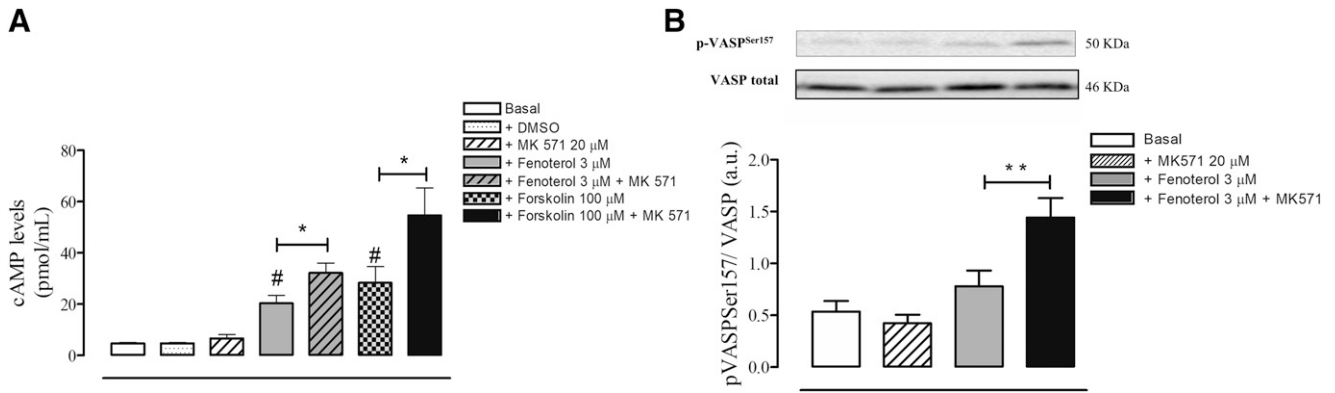 A
cAMP levels
(pmol/mL)
80
60
40
20
0
#
*
#
*
Basal
+ DMSO
+ MK 571 20 μM
+ Fenoterol 3 μM
+ Fenoterol 3 μM + MK 571
+ Forskolin 100 μM
+ Forskolin 100 μM + MK 571
B
p-VASPSer157
50 KDa
VASP total
46 KDa
pVASPSer157/ VASP (a.u.)
2.0
1.5
1.0
0.5
0.0
* *
Basal
+ MK571 20 μM
+ Fenoterol 3 μM
+ Fenoterol 3 μM + MK571